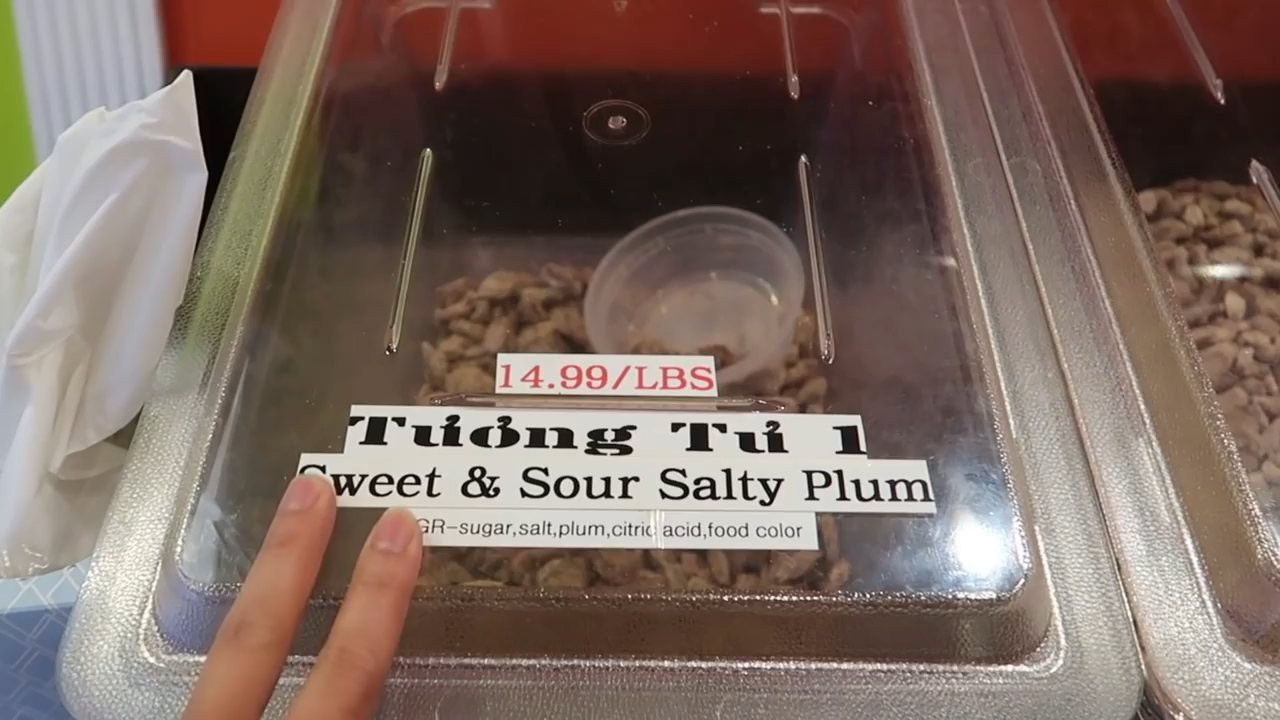 14.99/LBS
Tưởng Tử 1
Sweet & Sour Salty Plum
GR-sugar,salt,plum,citric acid,food color